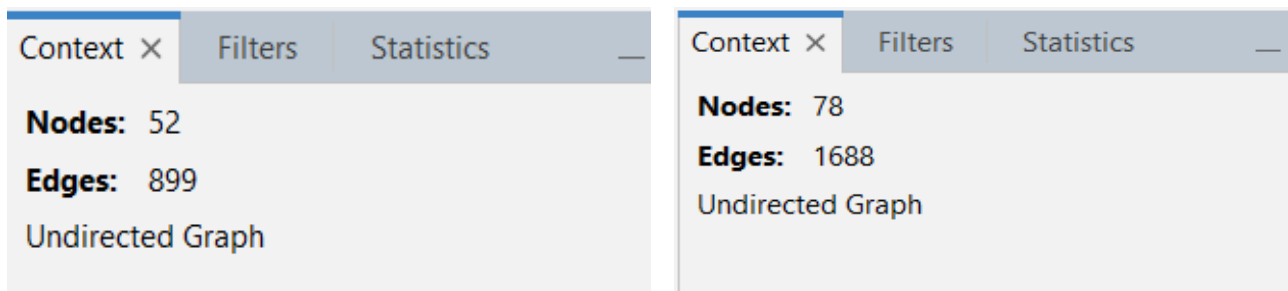 Context × Filters Statistics
Nodes: 52
Edges: 899
Undirected Graph
Context × Filters Statistics
Nodes: 78
Edges: 1688
Undirected Graph